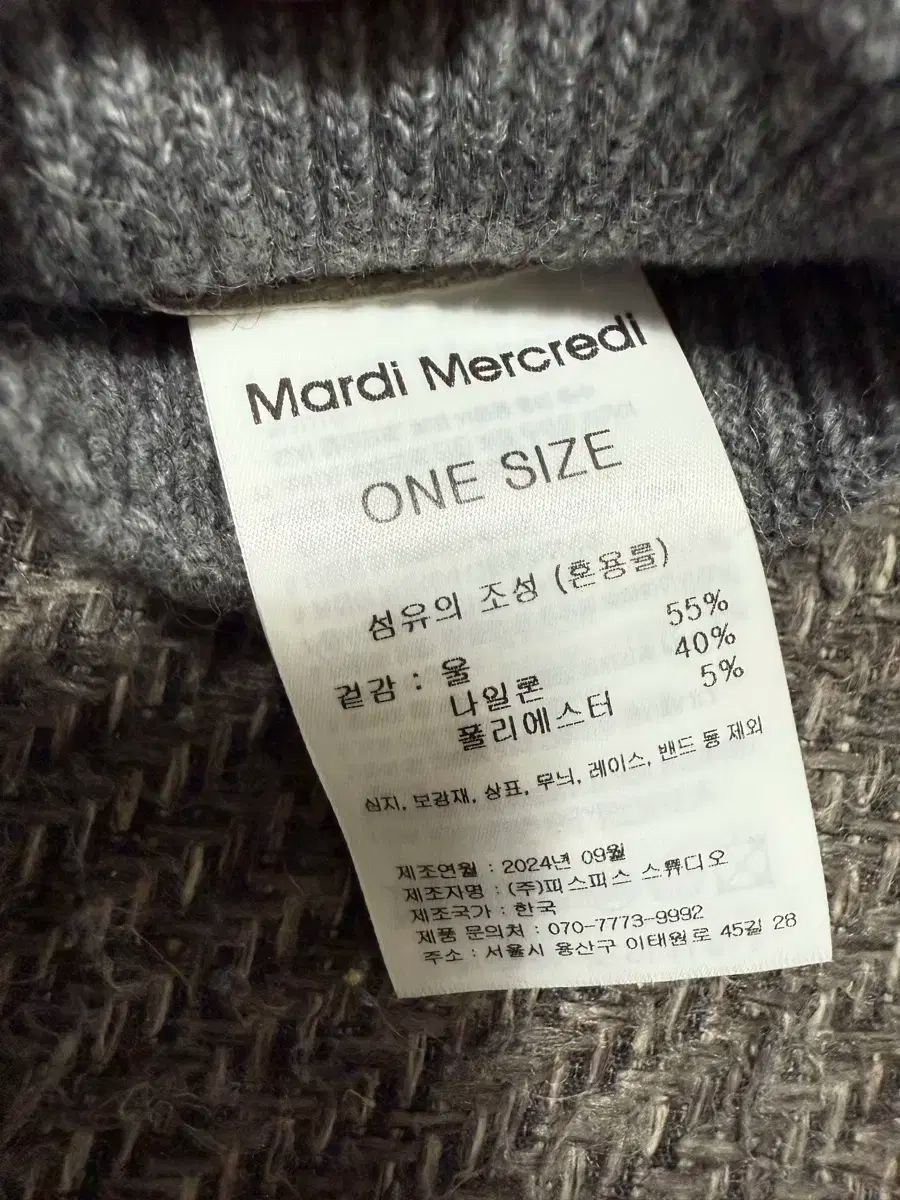 Mardi Mercredi
ONE SIZE
섬유의 조성 (혼용률)
겉감 : 울 55%
나일론 40%
폴리에스터 5%
심지, 보강재, 상표, 무늬, 레이스, 밴드 등 제외
제조연월 : 2024년 09월
제조자명 : (주)피스피스 스튜디오
제조국가 : 한국
제품 문의처 : 070-7773-9992
주소 : 서울시 용산구 이태원로 45길 28